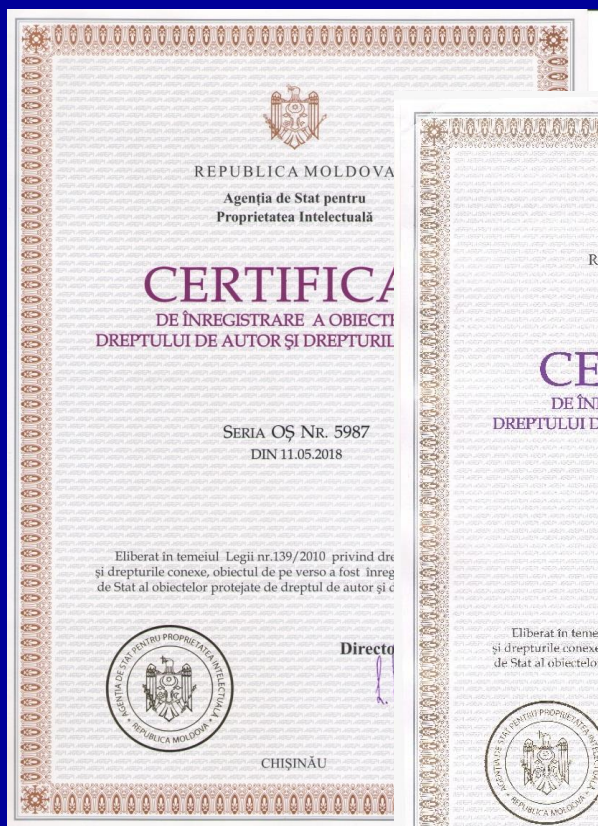 REPUBLICA MOLDOVA
Agenția de Stat pentru
Proprietatea Intelectuală
CERTIFICA
DE ÎNREGISTRARE A OBIECTE
DREPTULUI DE AUTOR ȘI DREPTURIL
SERIA OȘ NR. 5987
DIN 11.05.2018
Eliberat în temeiul Legii nr.139/2010 privind dre
și drepturile conexe, obiectul de pe verso a fost înreg
de Stat al obiectelor protejate de dreptul de autor și d
Directo
AGENȚIA DE STAT PENTRU PROPRIETATEA INTELECTUALĂ
REPUBLICA MOLDOVA
CHIȘINĂU
R
CE
DE ÎN
DREPTULUI D
Eliberat în teme
și drepturile conexe
de Stat al obiectelo
AGENȚIA DE STAT PENTRU PROPRIETATEA INTELECTUALĂ
REPUBLICA MOLDOVA